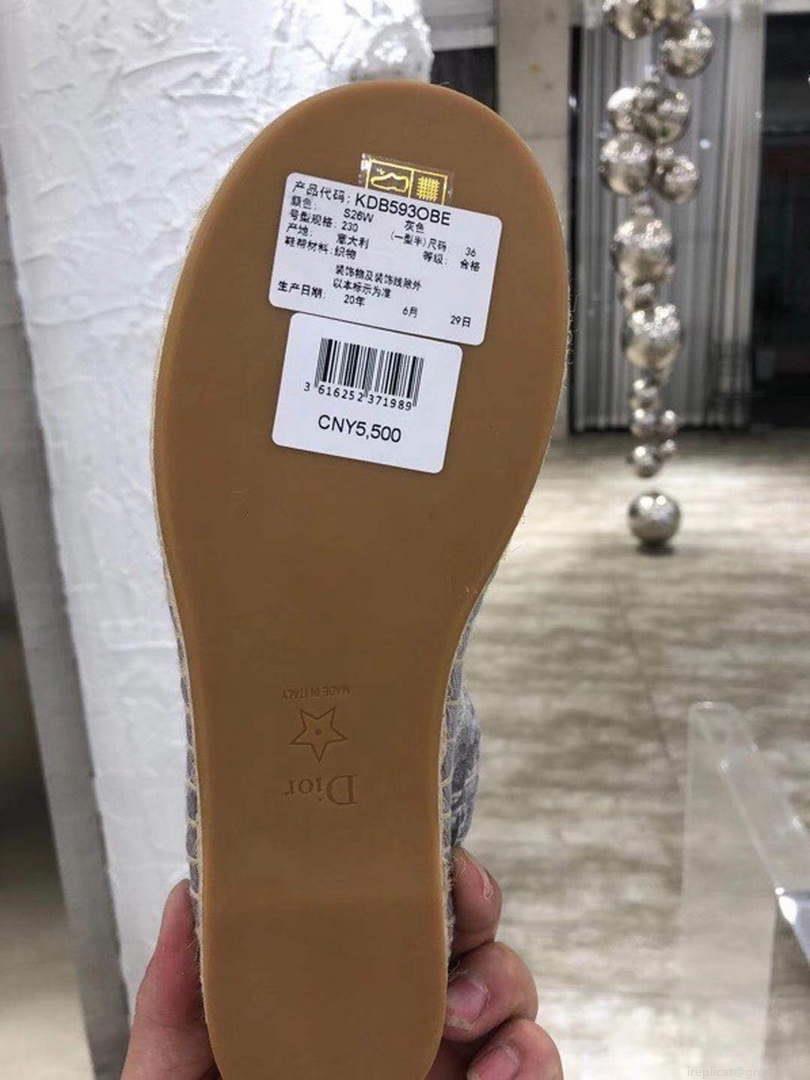 产品代码: KDB593OBE
颜色: S26W 灰色
号型规格: 230 (一型半)尺码: 36
产地: 意大利 等级: 合格
鞋帮材料: 织物
装饰物及装饰线除外
以本标示为准
生产日期: 20年 6月 29日
3 616252 371989
CNY5,500
MADE IN ITALY
Dior